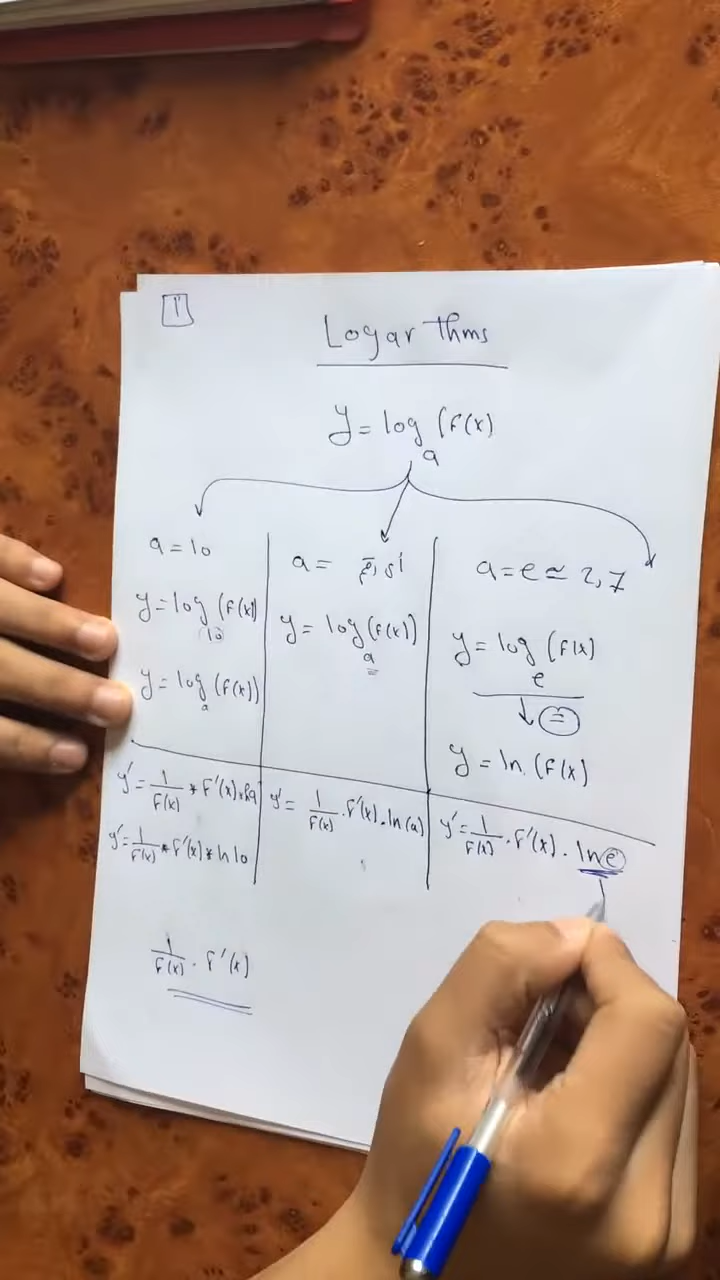 1
Logarithms
y = log a (F(x)
a = 10
y = log 10 (F(x)
y = log a (F(x))
a =
y = log a (F(x))
a = e ≃ 2,7
y = log e (F(x)
↓ =
y = ln (F(x)
y' = 1/F(x) * F'(x) * ln a
y' = 1/F(x) * F'(x) * ln 10
y' = 1/F(x) . F'(x) . ln(a)
y' = 1/F(x) . F'(x) . ln e
1/F(x) . F'(x)